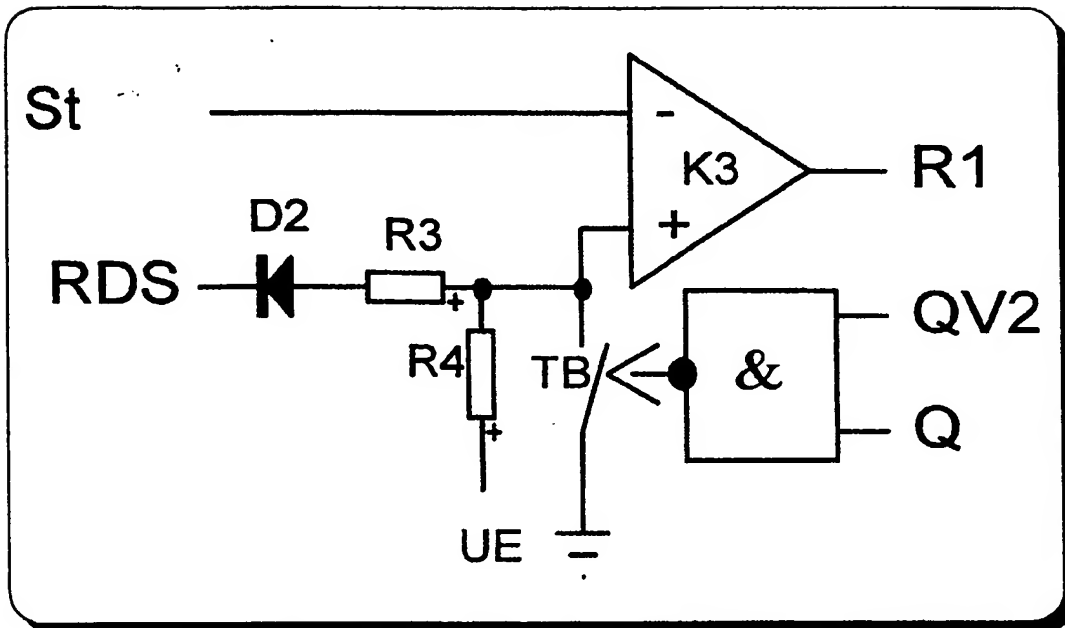 St
-
K3
R1
+
D2
R3
RDS
+
QV2
R4
TB
&
+
Q
UE